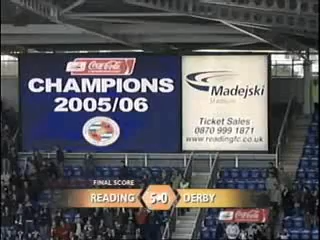 Coca-Cola
CHAMPIONS
2005/06
Madejski
Stadium
Ticket Sales
0870 999 1871
www.readingfc.co.uk
FINAL SCORE
READING 5-0 DERBY
Coca-Cola